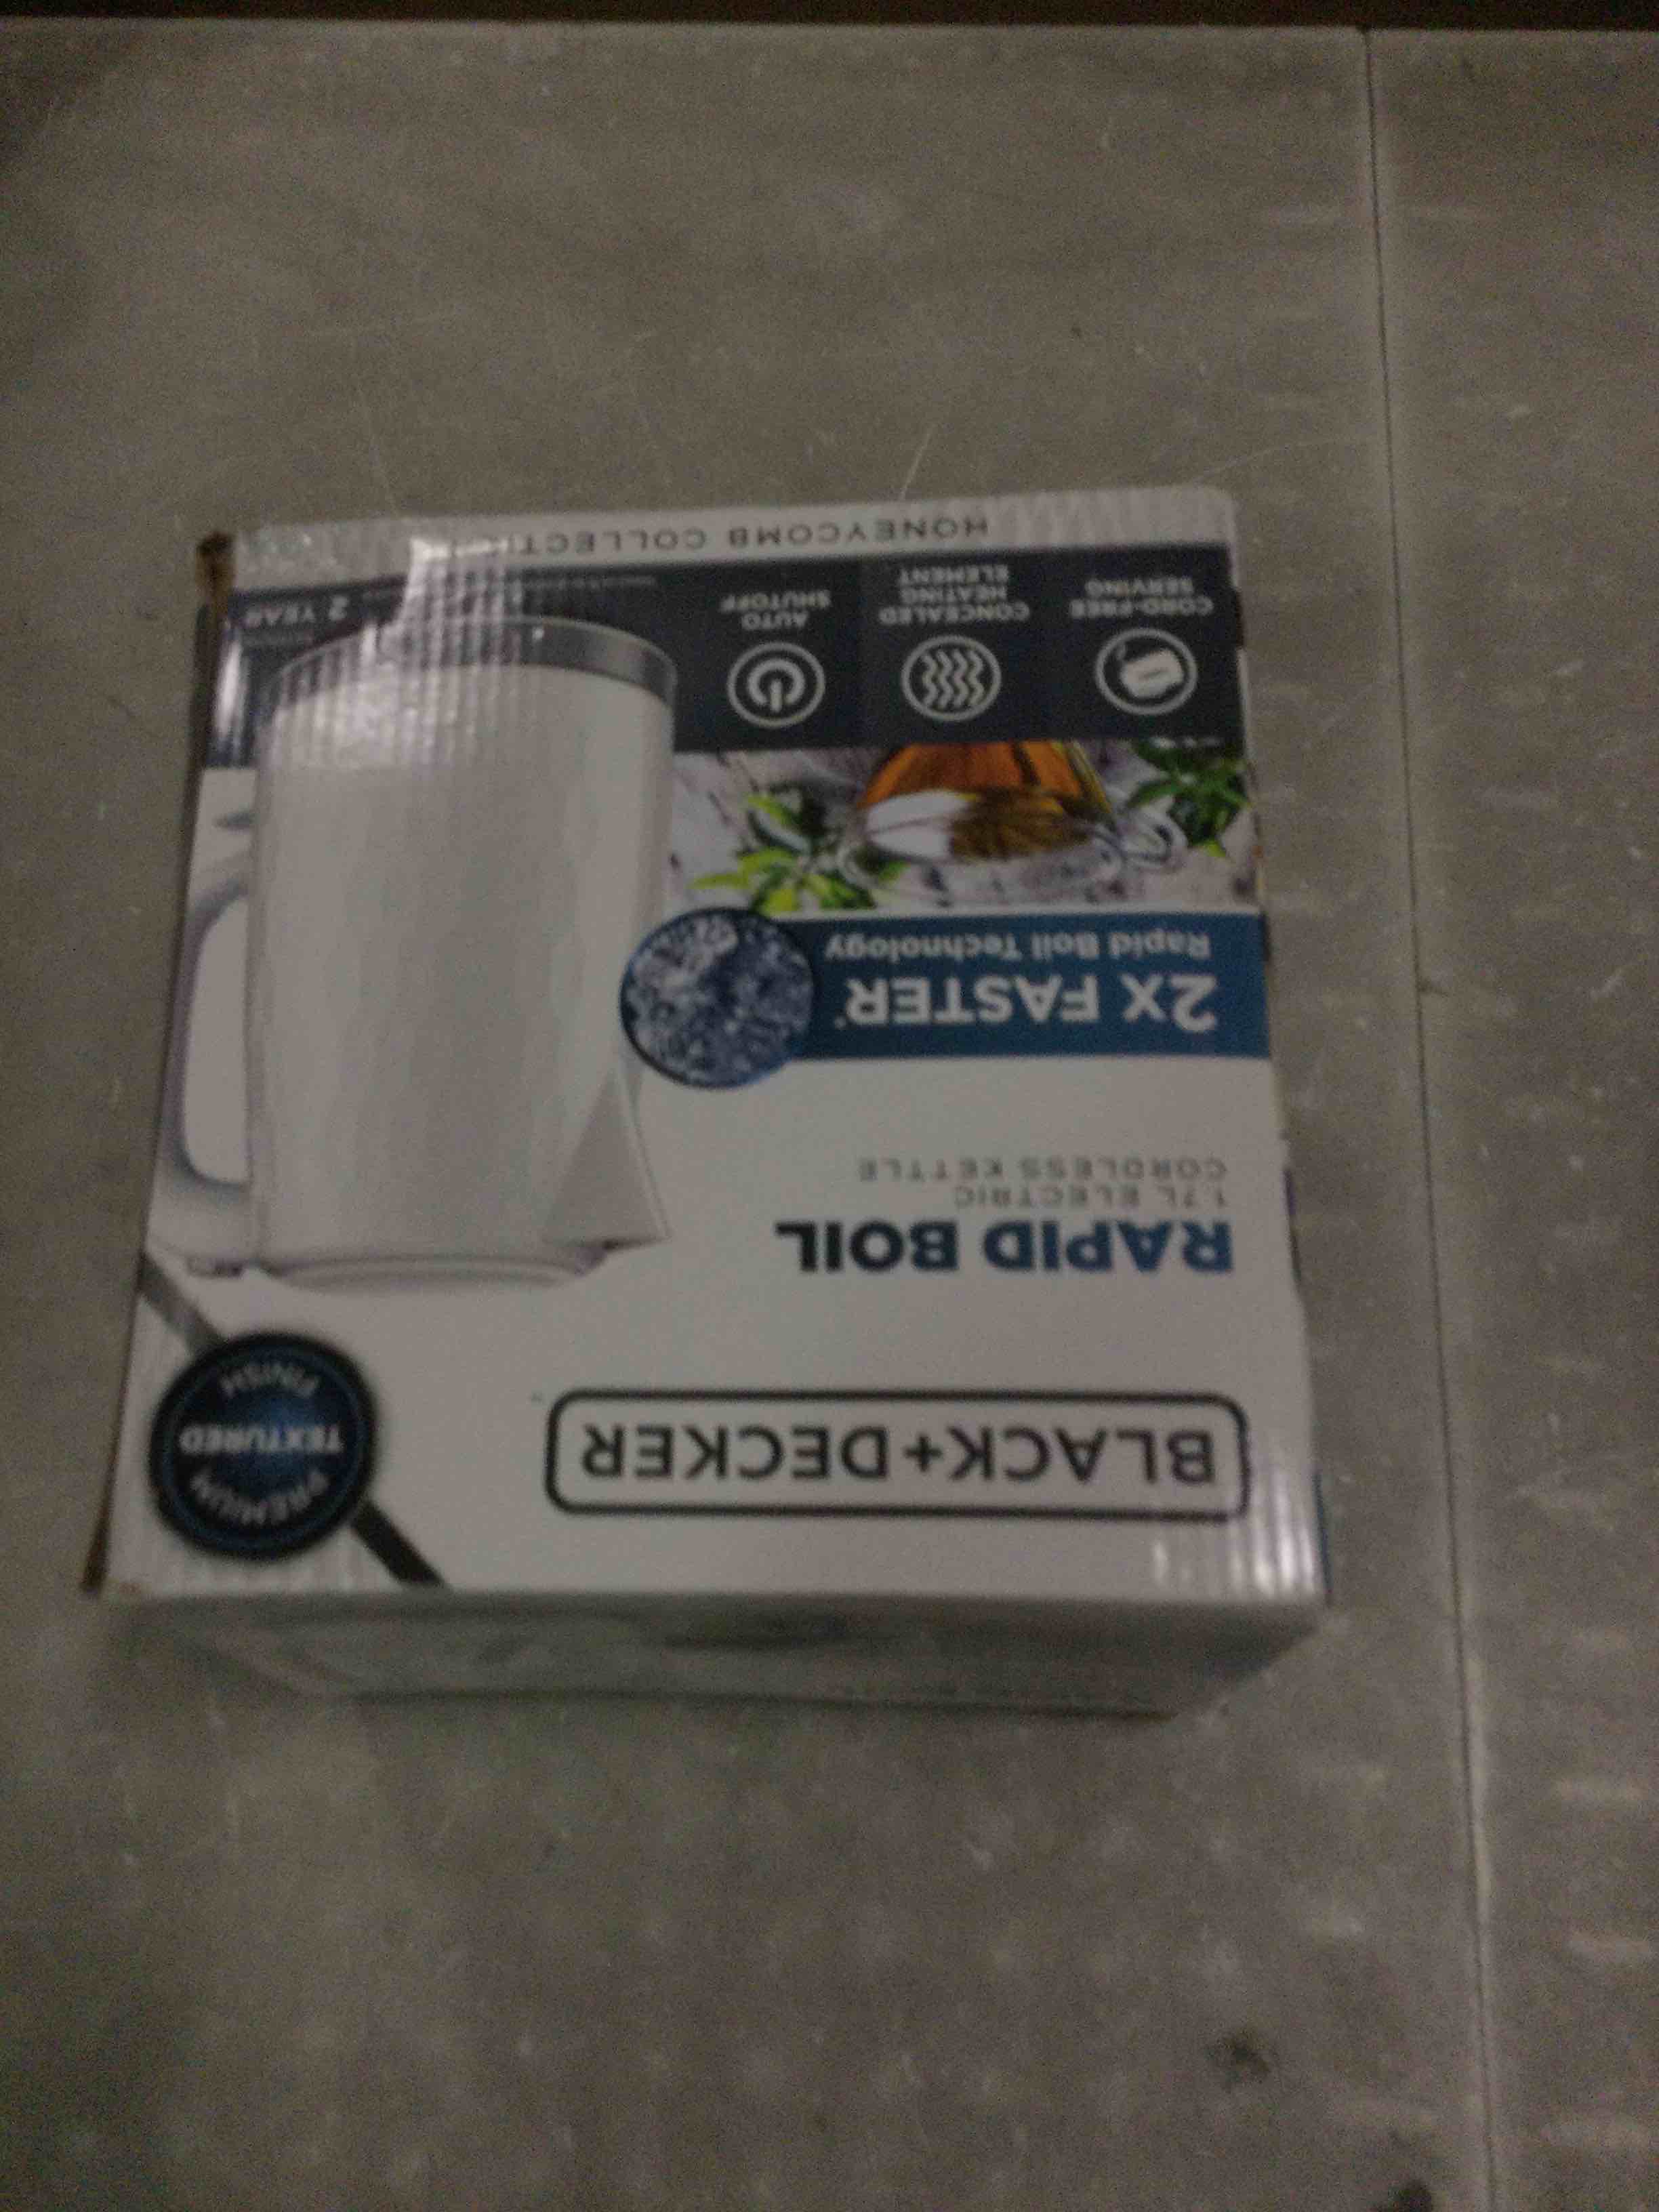 BLACK+DECKER
PREMIUM
TEXTURED
FINISH
RAPID BOIL
1.7L ELECTRIC
CORDLESS KETTLE
2X FASTER*
Rapid Boil Technology
CORD-FREE
SERVING
CONCEALED
HEATING
ELEMENT
AUTO
SHUTOFF
2 YEAR
HONEYCOMB COLLECTION